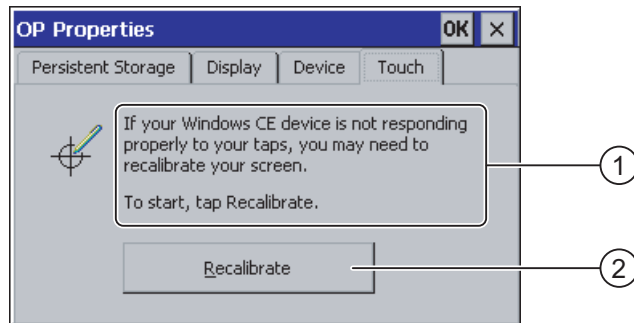 OP Properties OK ×
Persistent Storage Display Device Touch
If your Windows CE device is not responding
properly to your taps, you may need to
recalibrate your screen.
To start, tap Recalibrate.
1
Recalibrate
2